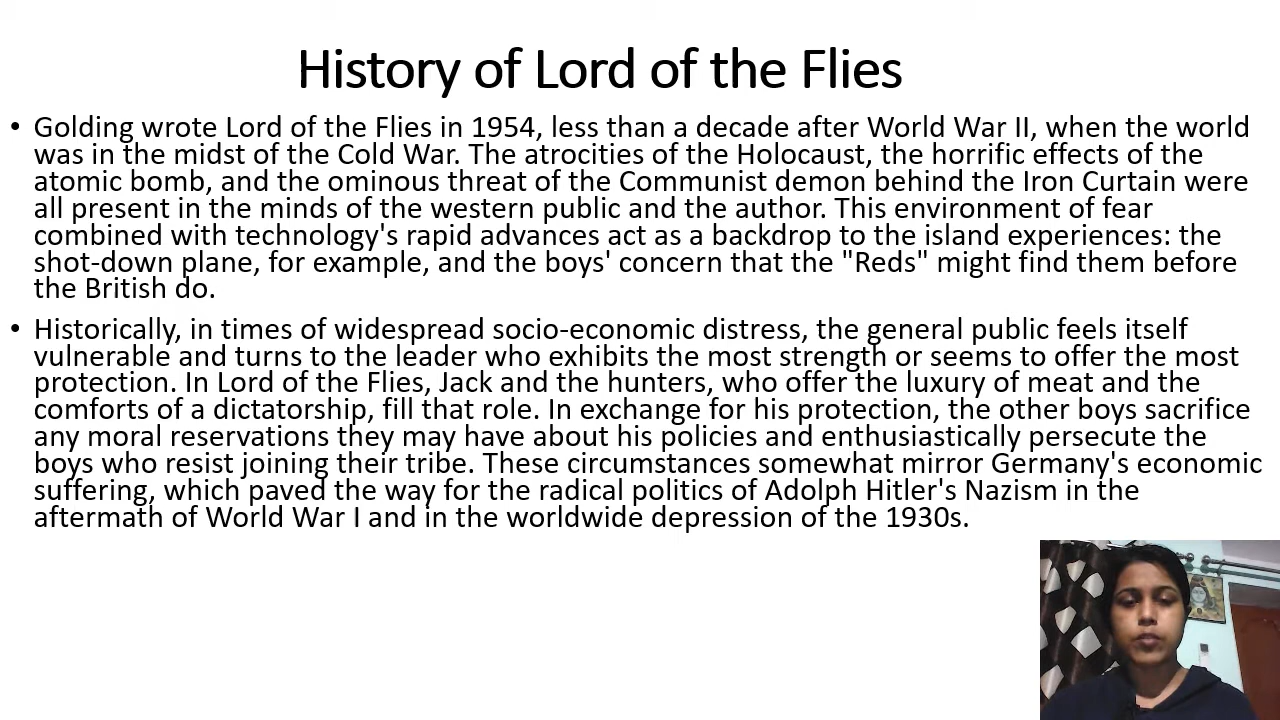 History of Lord of the Flies
• Golding wrote Lord of the Flies in 1954, less than a decade after World War II, when the world
was in the midst of the Cold War. The atrocities of the Holocaust, the horrific effects of the
atomic bomb, and the ominous threat of the Communist demon behind the Iron Curtain were
all present in the minds of the western public and the author. This environment of fear
combined with technology's rapid advances act as a backdrop to the island experiences: the
shot-down plane, for example, and the boys' concern that the "Reds" might find them before
the British do.
• Historically, in times of widespread socio-economic distress, the general public feels itself
vulnerable and turns to the leader who exhibits the most strength or seems to offer the most
protection. In Lord of the Flies, Jack and the hunters, who offer the luxury of meat and the
comforts of a dictatorship, fill that role. In exchange for his protection, the other boys sacrifice
any moral reservations they may have about his policies and enthusiastically persecute the
boys who resist joining their tribe. These circumstances somewhat mirror Germany's economic
suffering, which paved the way for the radical politics of Adolph Hitler's Nazism in the
aftermath of World War I and in the worldwide depression of the 1930s.